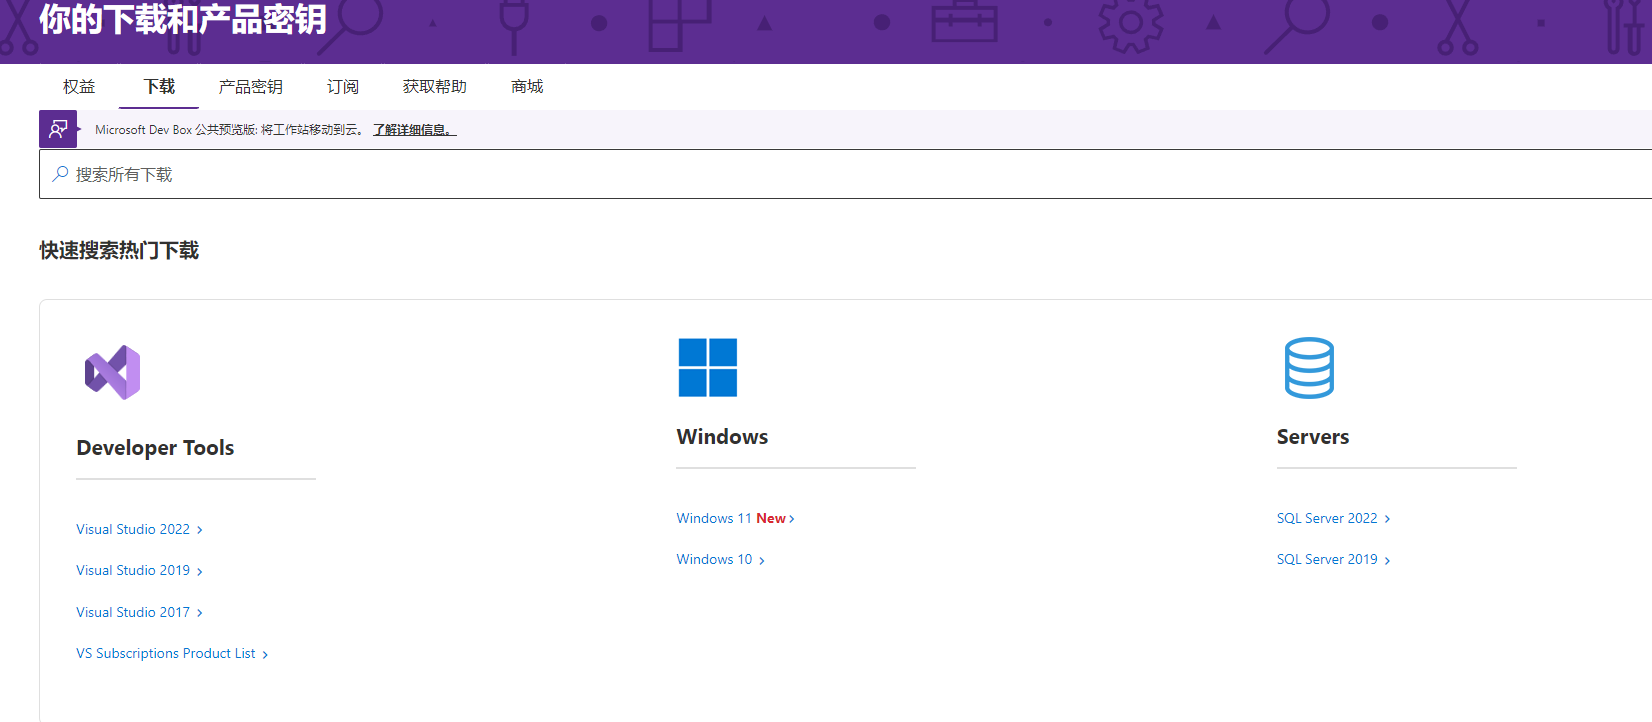 你的下载和产品密钥
权益 下载 产品密钥 订阅 获取帮助 商城
Microsoft Dev Box 公共预览版: 将工作站移动到云。 了解详细信息。
搜索所有下载
快速搜索热门下载
Developer Tools
Visual Studio 2022
Visual Studio 2019
Visual Studio 2017
VS Subscriptions Product List
Windows
Windows 11 New
Windows 10
Servers
SQL Server 2022
SQL Server 2019